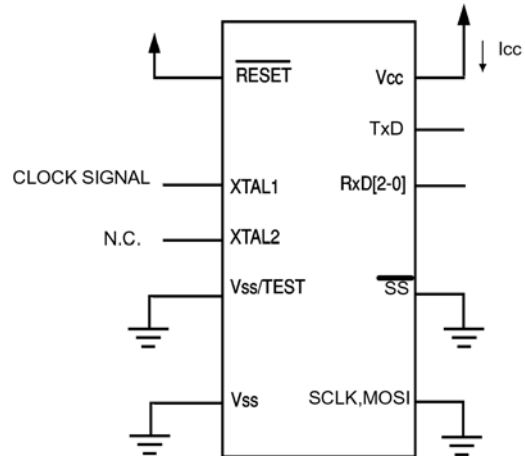 Icc
RESET
Vcc
TxD
CLOCK SIGNAL
XTAL1
RxD[2-0]
N.C.
XTAL2
Vss/TEST
SS
Vss
SCLK,MOSI